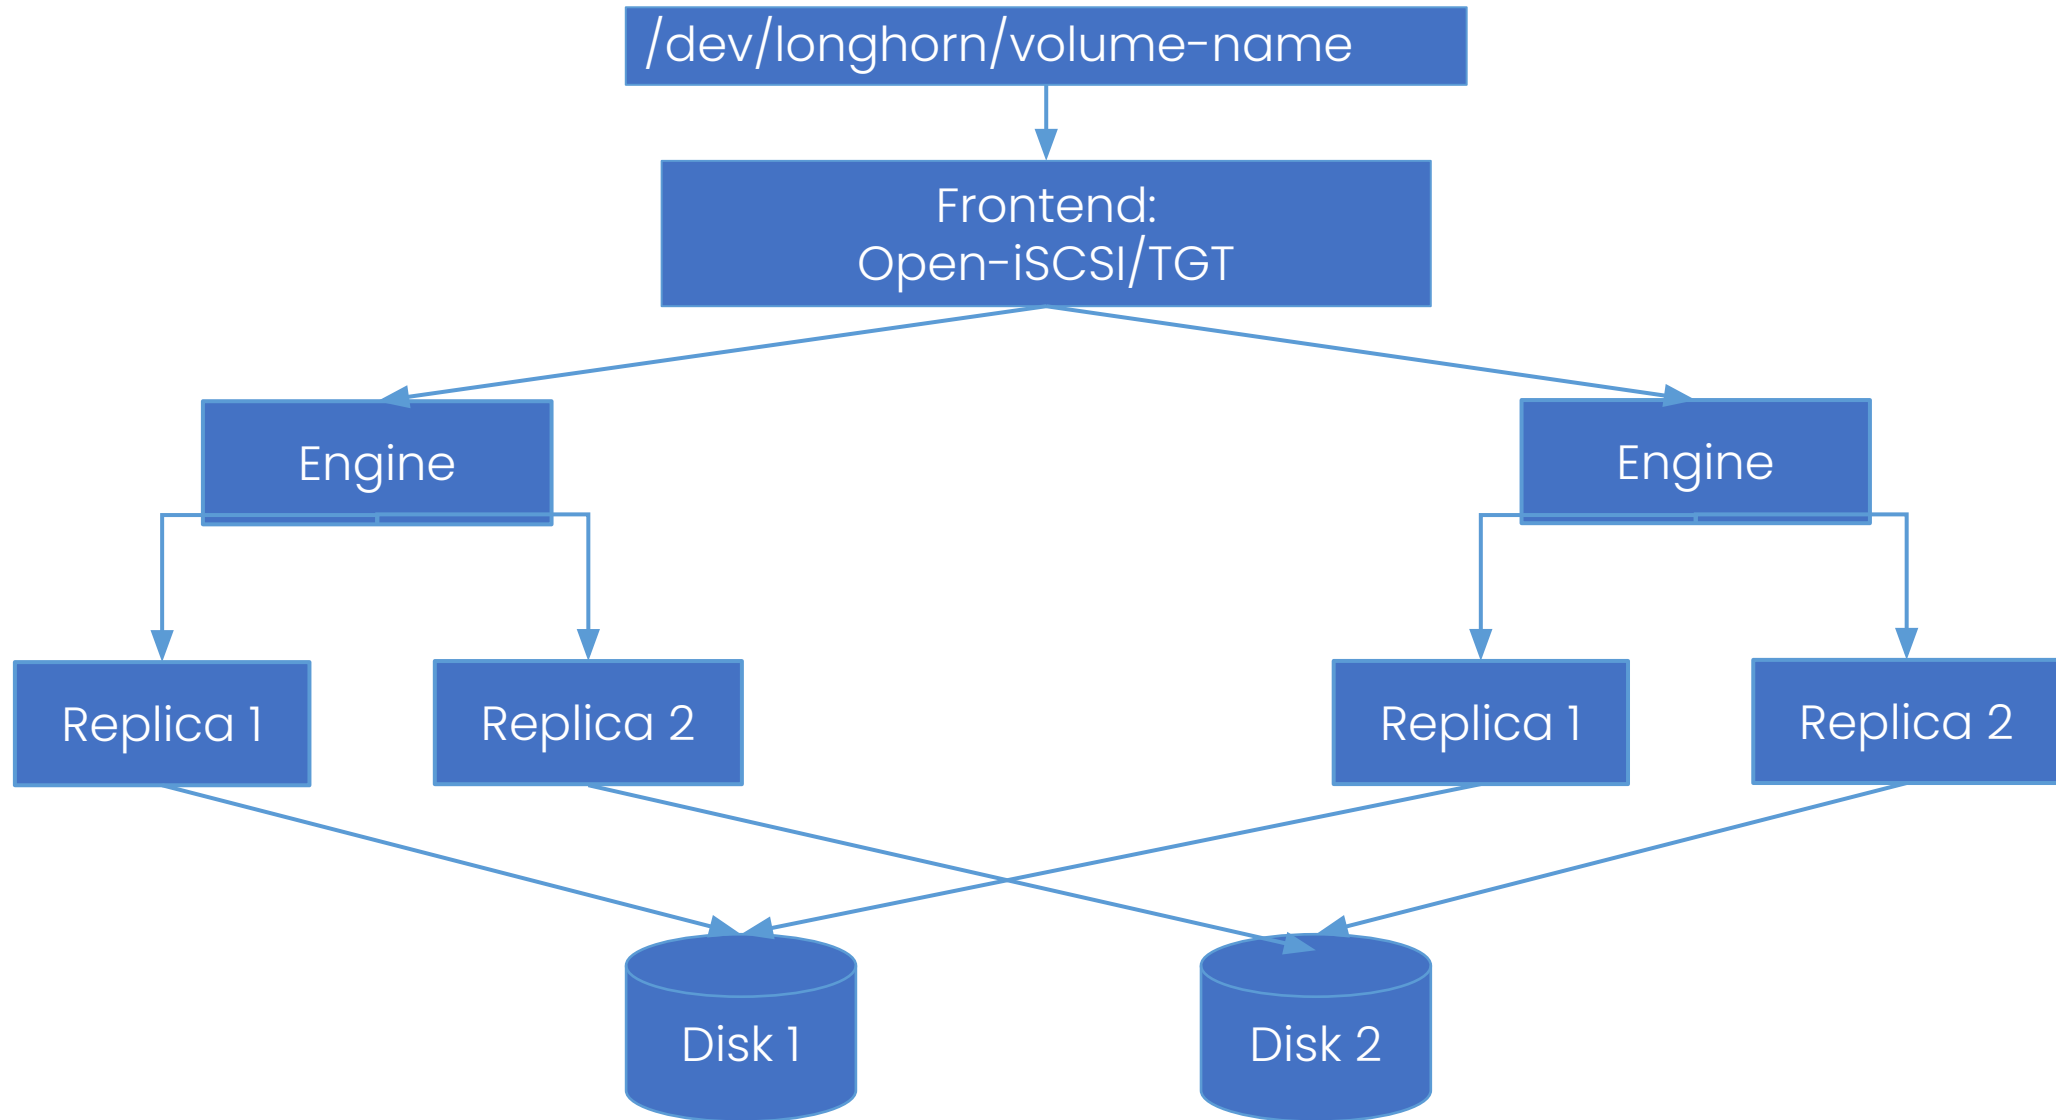 /dev/longhorn/volume-name
Frontend:
Open-iSCSI/TGT
Engine
Engine
Replica 1
Replica 2
Replica 1
Replica 2
Disk 1
Disk 2